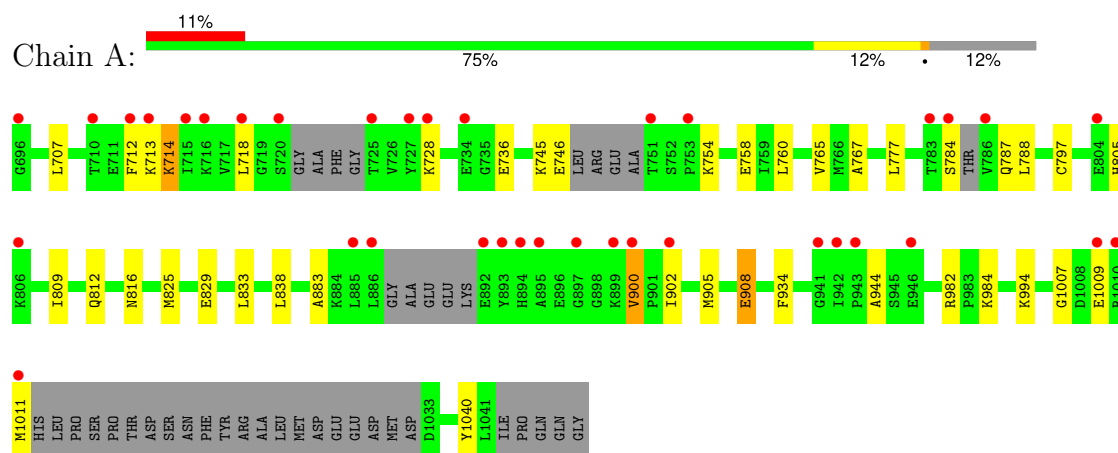 11%
Chain A:
75% 12% • 12%
G696 L707 T710 E711 F712 K713 K714 I715 K716 V717 L718 G719 S720 GLY ALA PHE GLY T725 V726 Y727 K728 E734 G735 E736 K745 E746 LEU ARG GLU ALA T751 S752 P753 K754 E758 I759 L760 V765 M766 A767 L777 T783 S784 THR V786 Q787 L788 C797 E804 H805
K806 I809 Q812 N816 M825 E829 L833 L838 A883 K884 L885 L886 GLY ALA GLU GLU LYS E892 Y893 H894 A895 E896 G897 G898 K899 V900 P901 I902 M905 E908 F934 G941 I942 P943 A944 S945 E946 R982 P983 K984 K994 G1007 D1008 E1009 R1010
M1011 HIS LEU PRO SER PRO THR ASP SER ASN PHE TYR ARG ALA LEU MET ASP GLU GLU ASP MET ASP D1033 Y1040 L1041 ILE PRO GLN GLN GLY